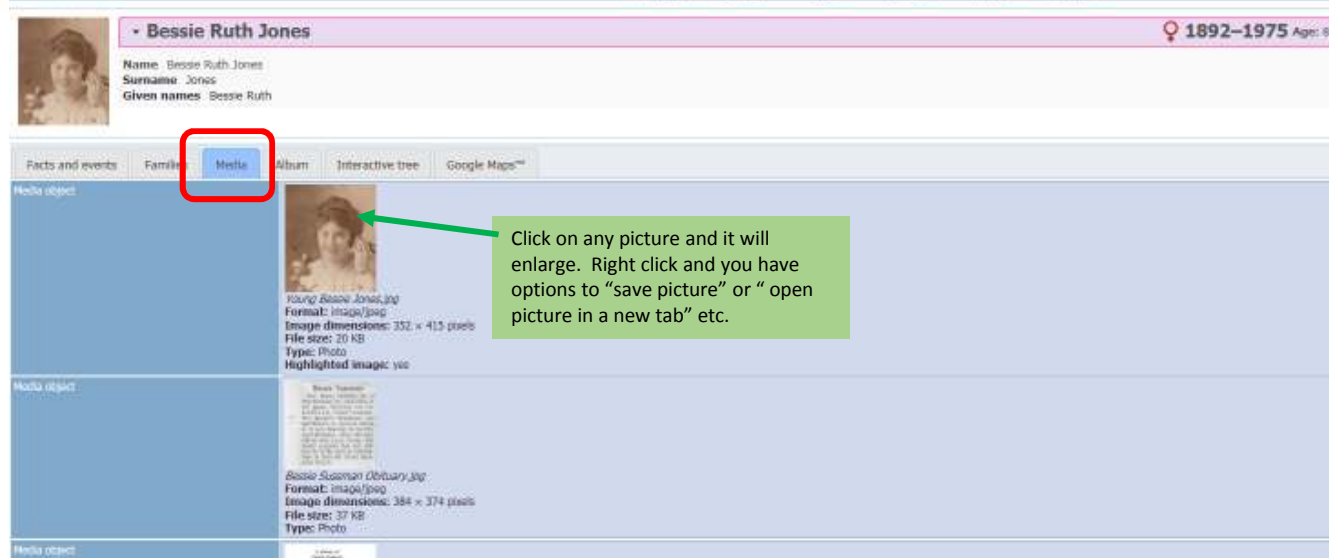 • Bessie Ruth Jones
♀ 1892–1975 Age:
Name Bessie Ruth Jones
Surname Jones
Given names Bessie Ruth
Facts and events Families Media Album Interactive tree Google Maps™
Media object
Young Bessie Jones.jpg
Format: image/jpeg
Image dimensions: 352 × 415 pixels
File size: 20 KB
Type: Photo
Highlighted image: yes
Click on any picture and it will
enlarge. Right click and you have
options to “save picture” or “ open
picture in a new tab” etc.
Media object
Bessie Sussman Obituary.jpg
Format: image/jpeg
Image dimensions: 384 × 374 pixels
File size: 37 KB
Type: Photo
Media object